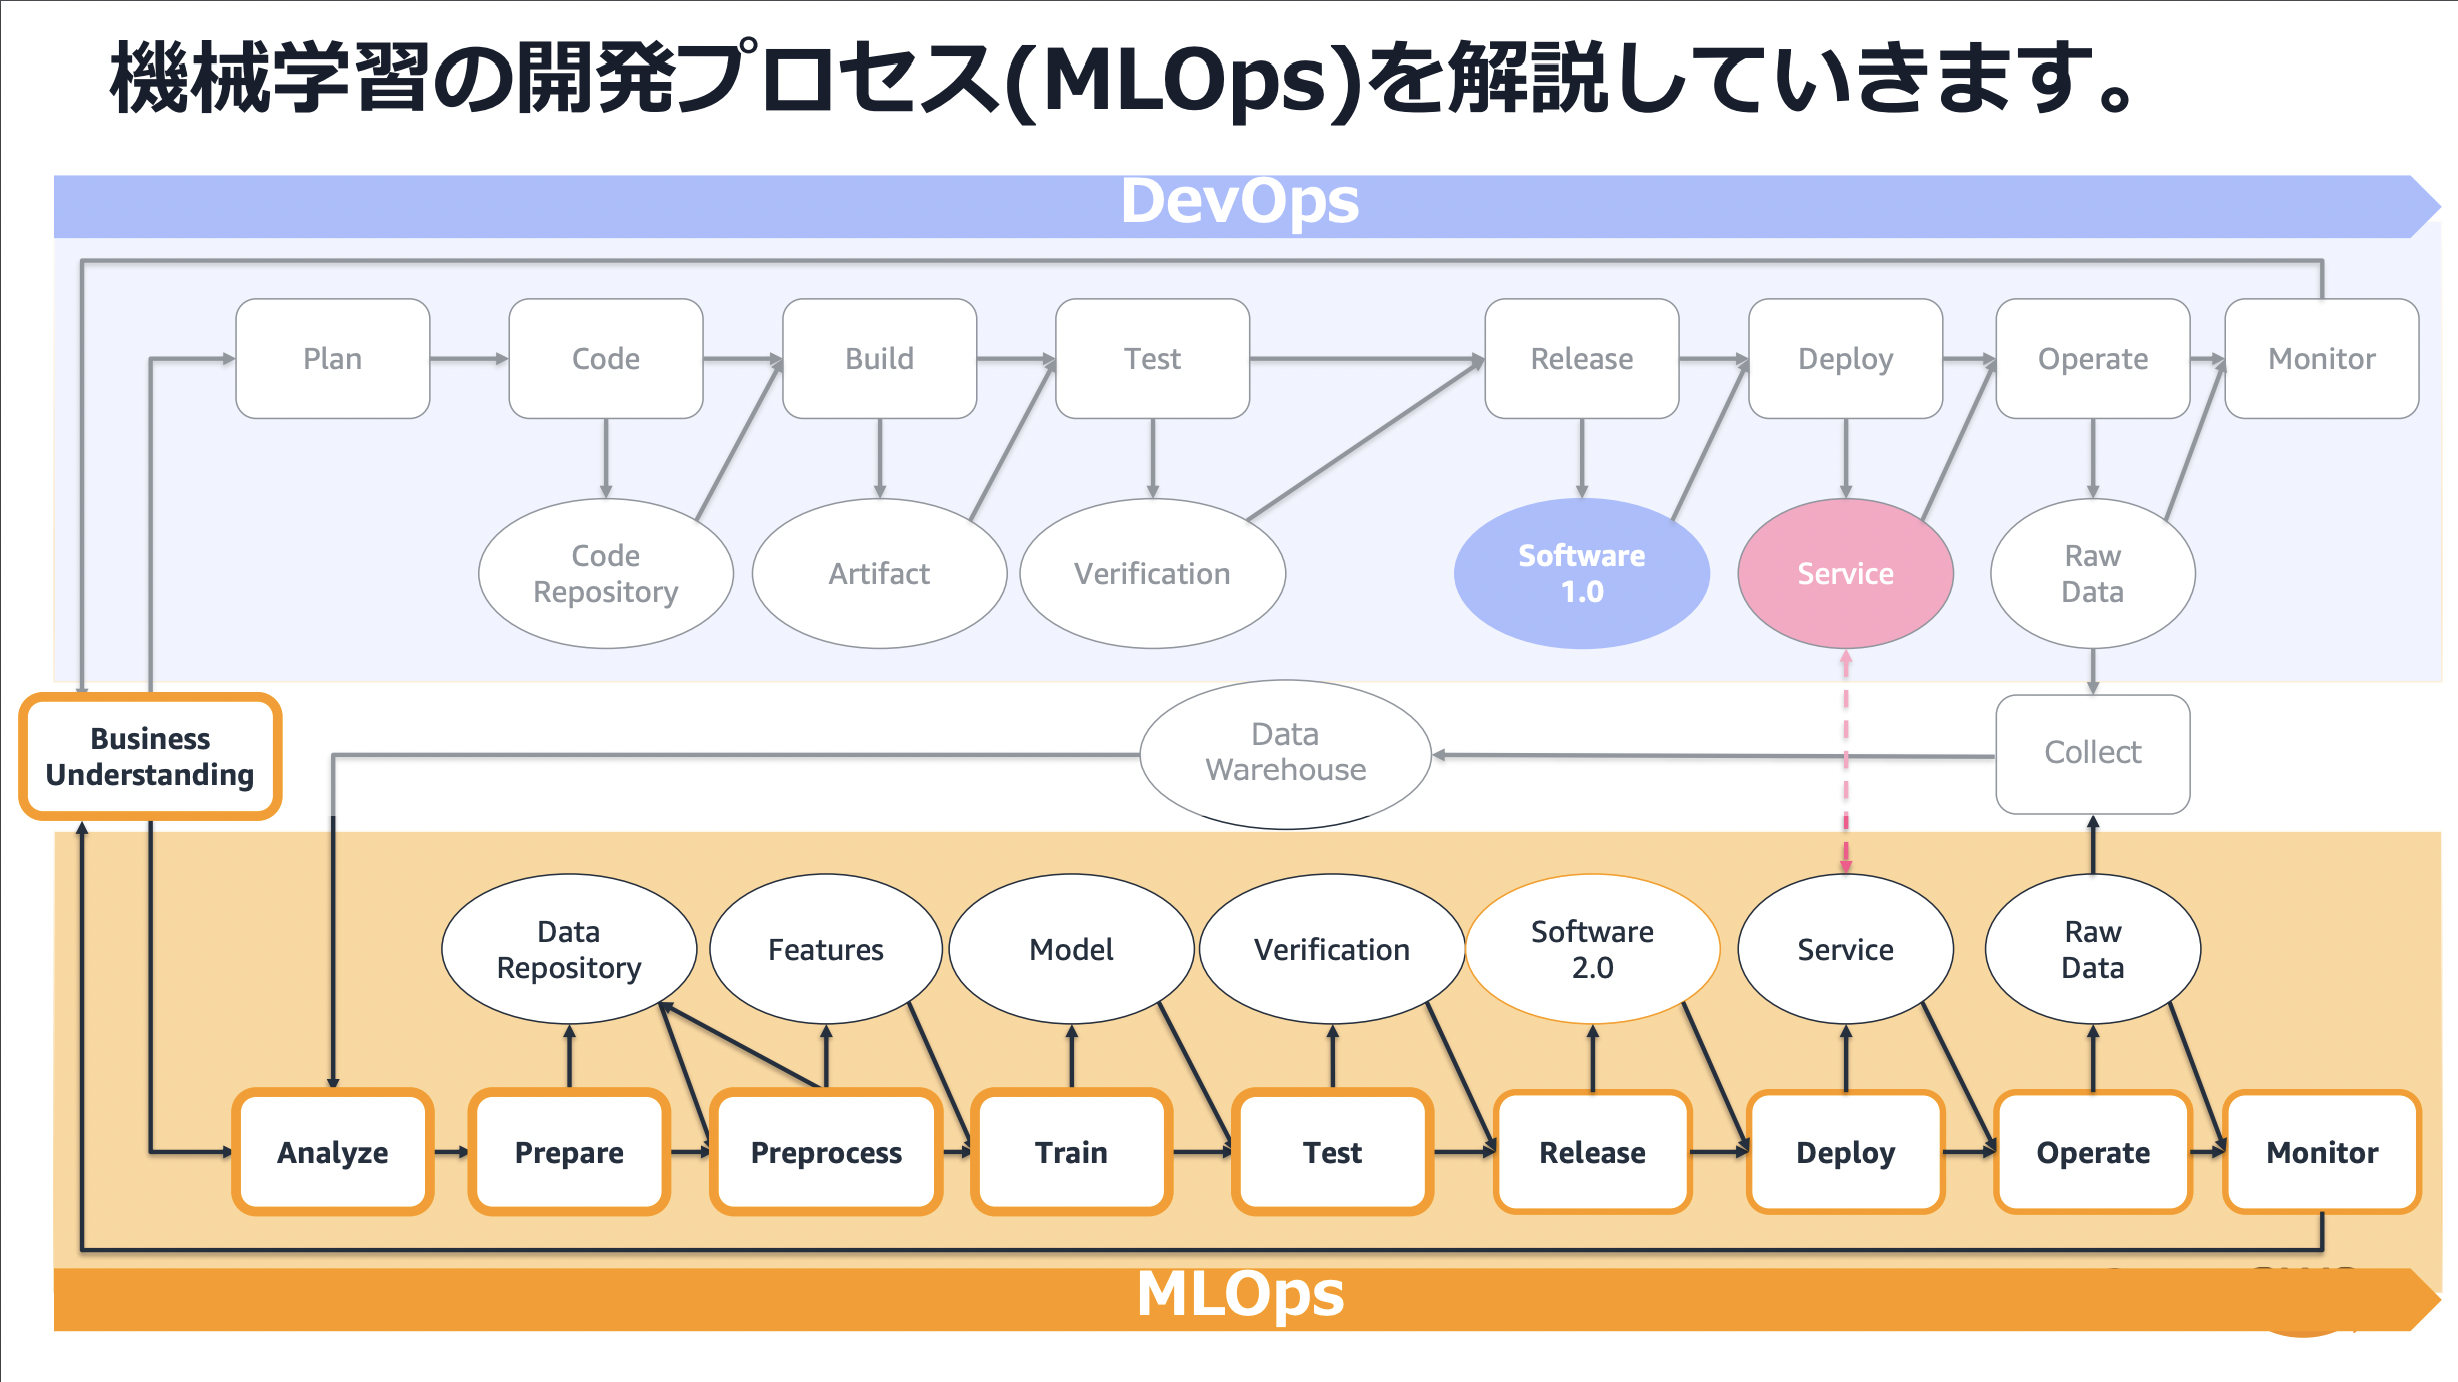 機械学習の開発プロセス(MLOps)を解説していきます。
DevOps
Plan
Code
Build
Test
Release
Deploy
Operate
Monitor
Code
Repository
Artifact
Verification
Software
1.0
Service
Raw
Data
Business
Understanding
Data
Warehouse
Collect
Data
Repository
Features
Model
Verification
Software
2.0
Service
Raw
Data
Analyze
Prepare
Preprocess
Train
Test
Release
Deploy
Operate
Monitor
MLOps